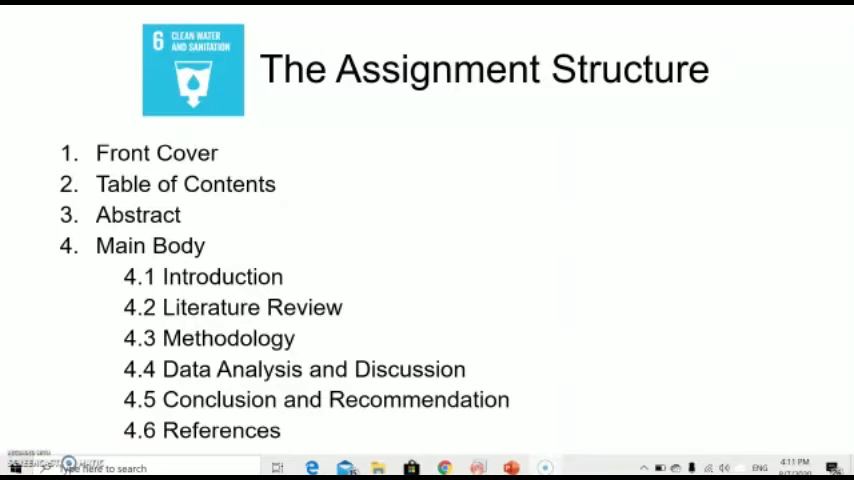 6 CLEAN WATER
AND SANITATION
The Assignment Structure
1. Front Cover
2. Table of Contents
3. Abstract
4. Main Body
4.1 Introduction
4.2 Literature Review
4.3 Methodology
4.4 Data Analysis and Discussion
4.5 Conclusion and Recommendation
4.6 References
Type here to search
ENG
4:11 PM